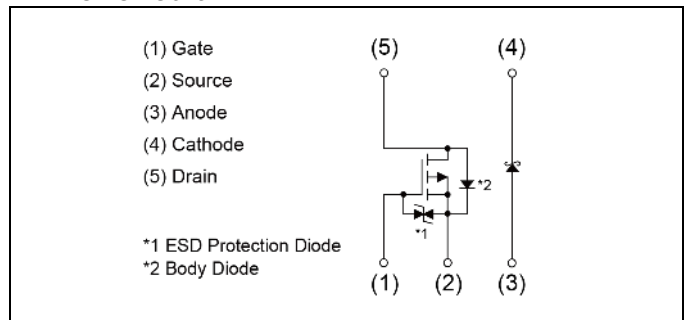 (1) Gate
(2) Source
(3) Anode
(4) Cathode
(5) Drain
*1 ESD Protection Diode
*2 Body Diode
(5)
(4)
*2
*1
(1)
(2)
(3)